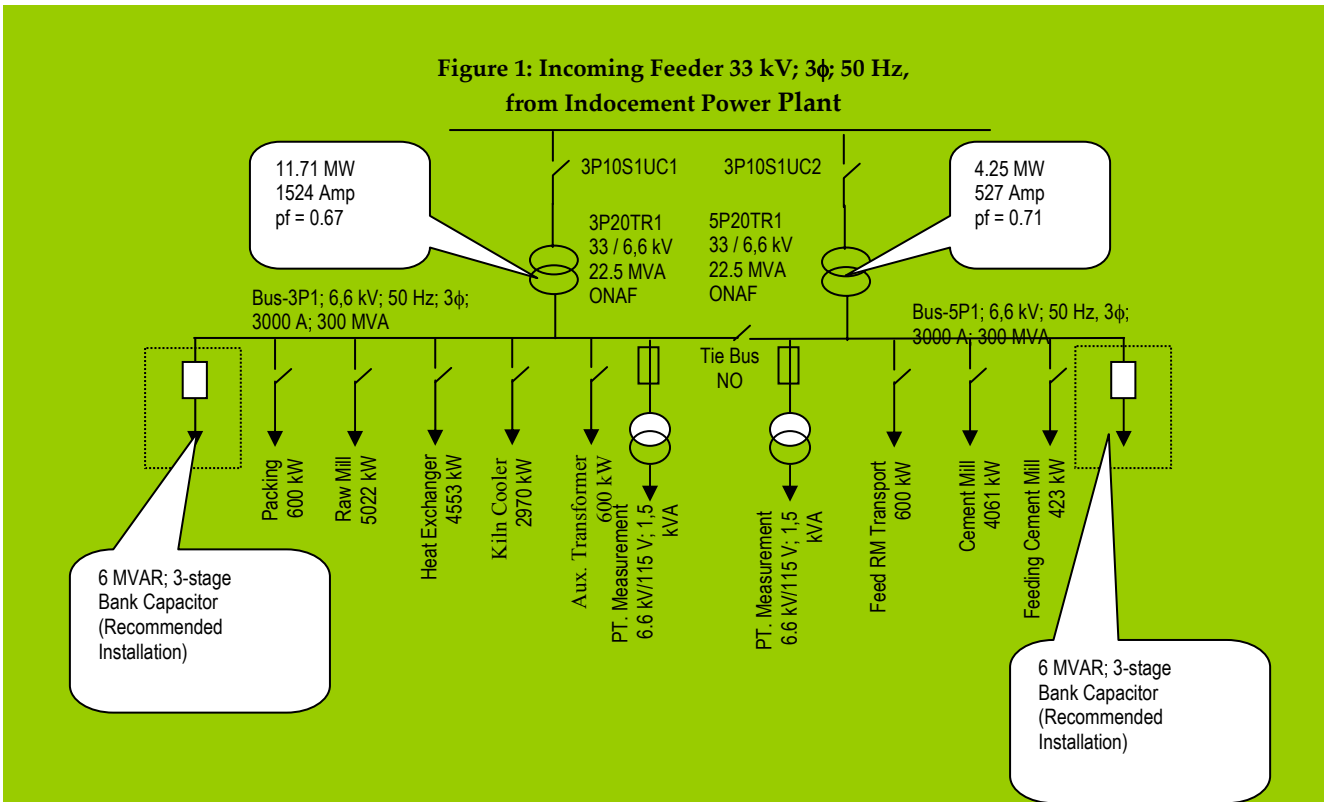 Figure 1: Incoming Feeder 33 kV; 3ϕ; 50 Hz,
from Indocement Power Plant
11.71 MW
1524 Amp
pf = 0.67
3P10S1UC1
3P10S1UC2
4.25 MW
527 Amp
pf = 0.71
3P20TR1
33 / 6,6 kV
22.5 MVA
ONAF
5P20TR1
33 / 6,6 kV
22.5 MVA
ONAF
Bus-3P1; 6,6 kV; 50 Hz; 3ϕ;
3000 A; 300 MVA
Bus-5P1; 6,6 kV; 50 Hz, 3ϕ;
3000 A; 300 MVA
Tie Bus
NO
Packing
600 kW
Raw Mill
5022 kW
Heat Exchanger
4553 kW
Kiln Cooler
2970 kW
Aux. Transformer
600 kW
PT. Measurement
6.6 kV/115 V; 1,5
kVA
PT. Measurement
6.6 kV/115 V; 1,5
kVA
Feed RM Transport
600 kW
Cement Mill
4061 kW
Feeding Cement Mill
423 kW
6 MVAR; 3-stage
Bank Capacitor
(Recommended
Installation)
6 MVAR; 3-stage
Bank Capacitor
(Recommended
Installation)